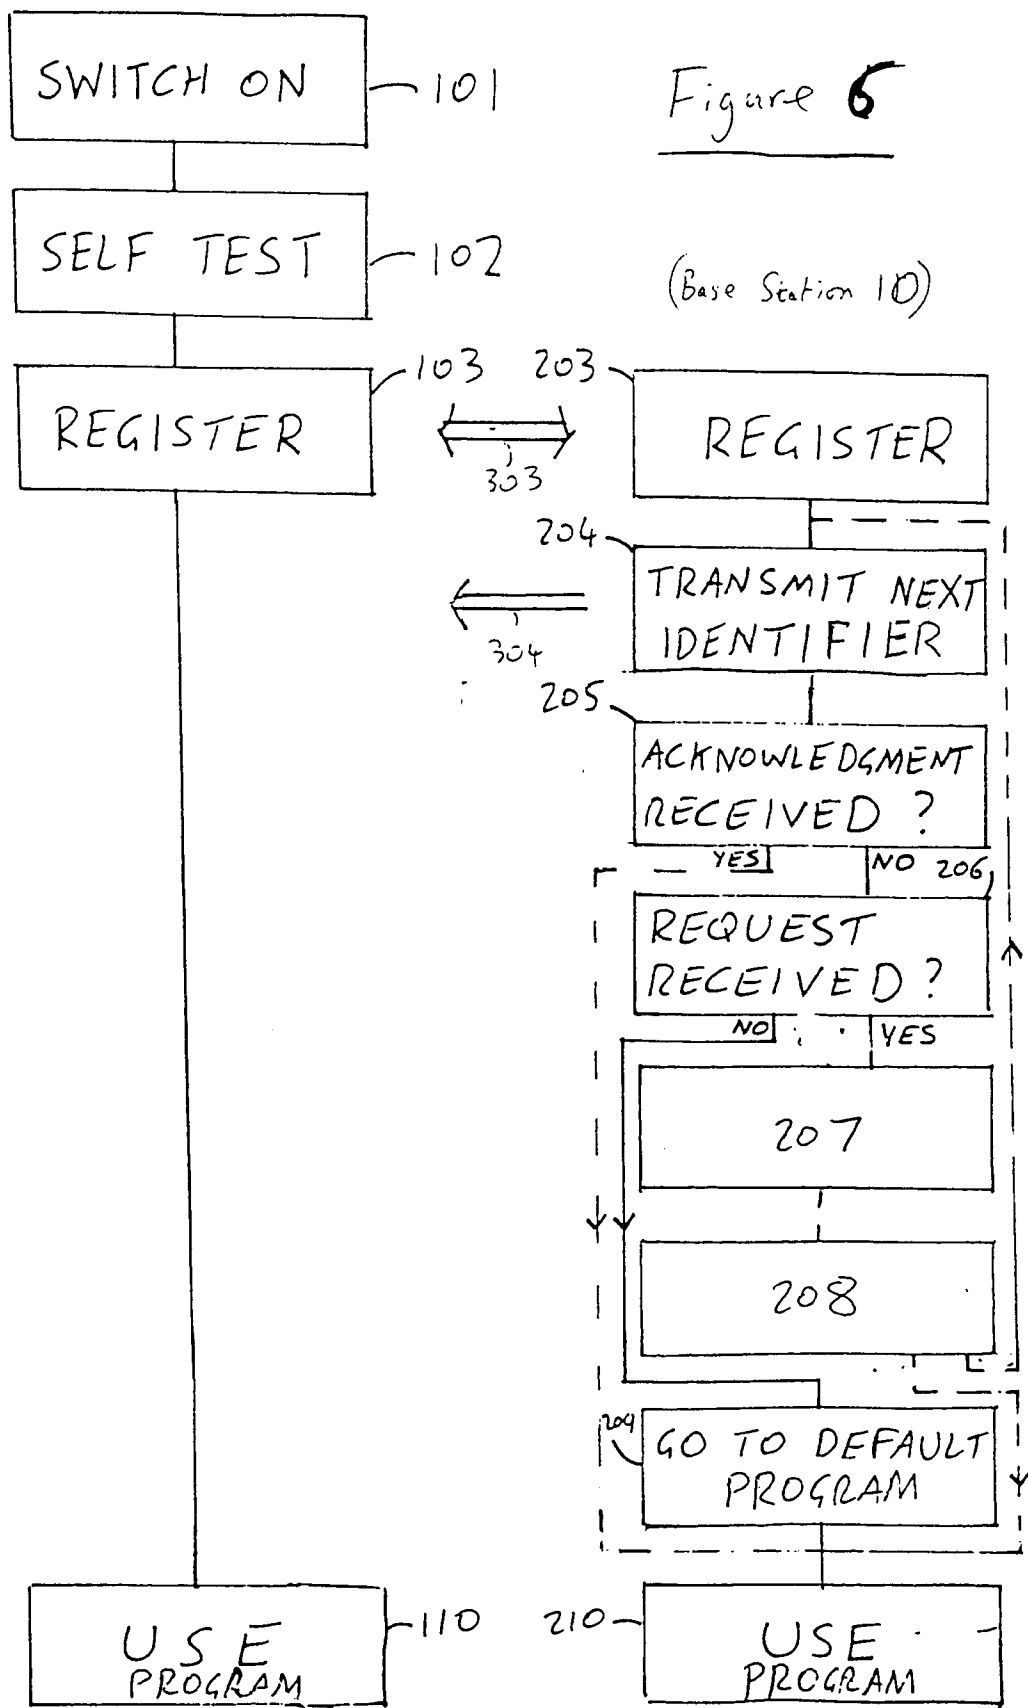 SWITCH ON
101
Figure 6
SELF TEST
102
(Base Station 10)
103
203
REGISTER
REGISTER
303
204
TRANSMIT NEXT
IDENTIFIER
304
205
ACKNOWLEDGMENT
RECEIVED ?
YES
NO
206
REQUEST
RECEIVED ?
NO
YES
207
208
209
GO TO DEFAULT
PROGRAM
USE
PROGRAM
110
210
USE
PROGRAM